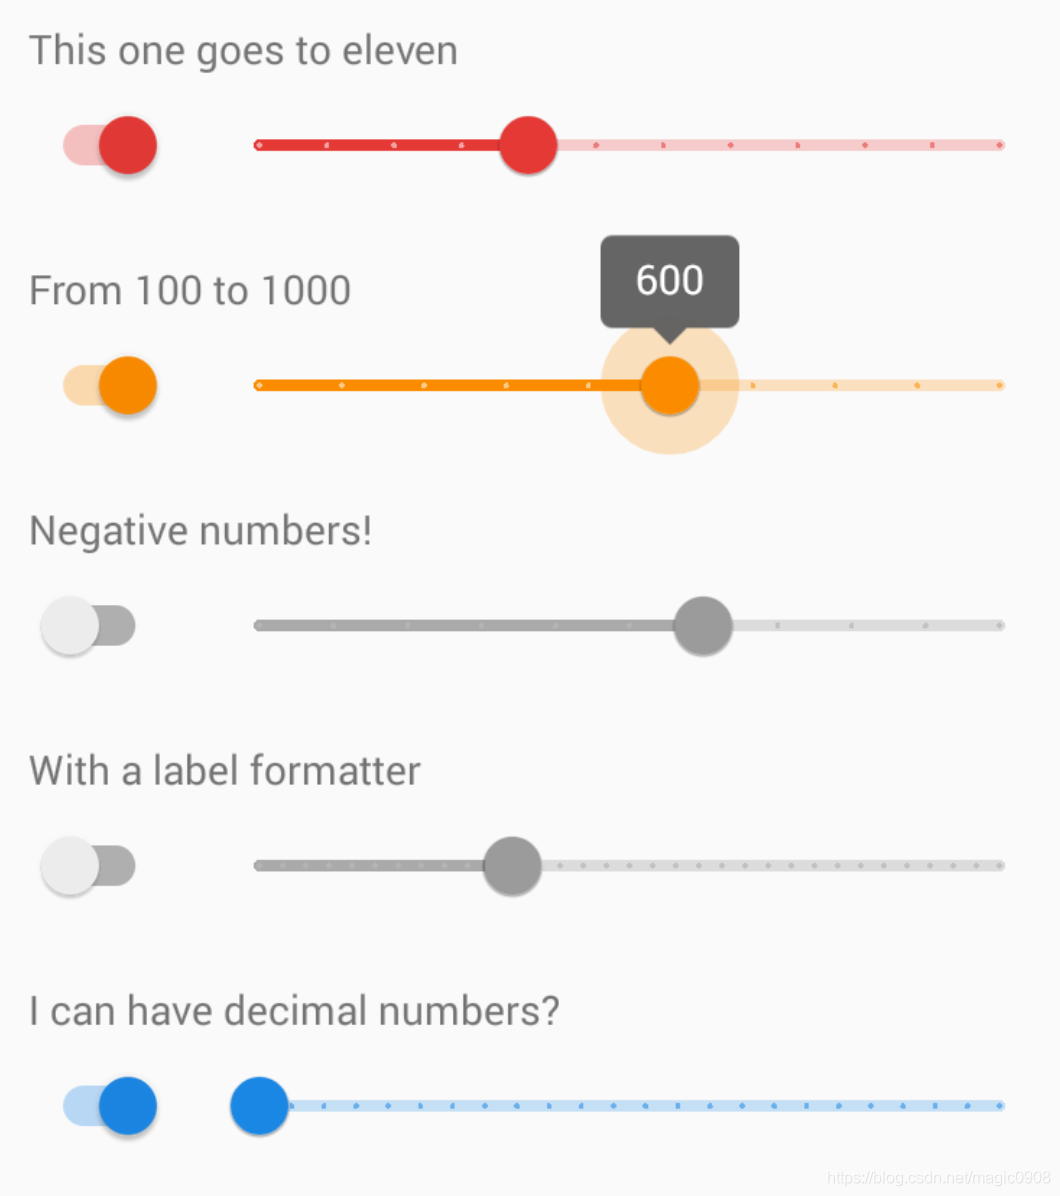 This one goes to eleven
600
From 100 to 1000
Negative numbers!
With a label formatter
I can have decimal numbers?
https://blog.csdn.net/magic0908